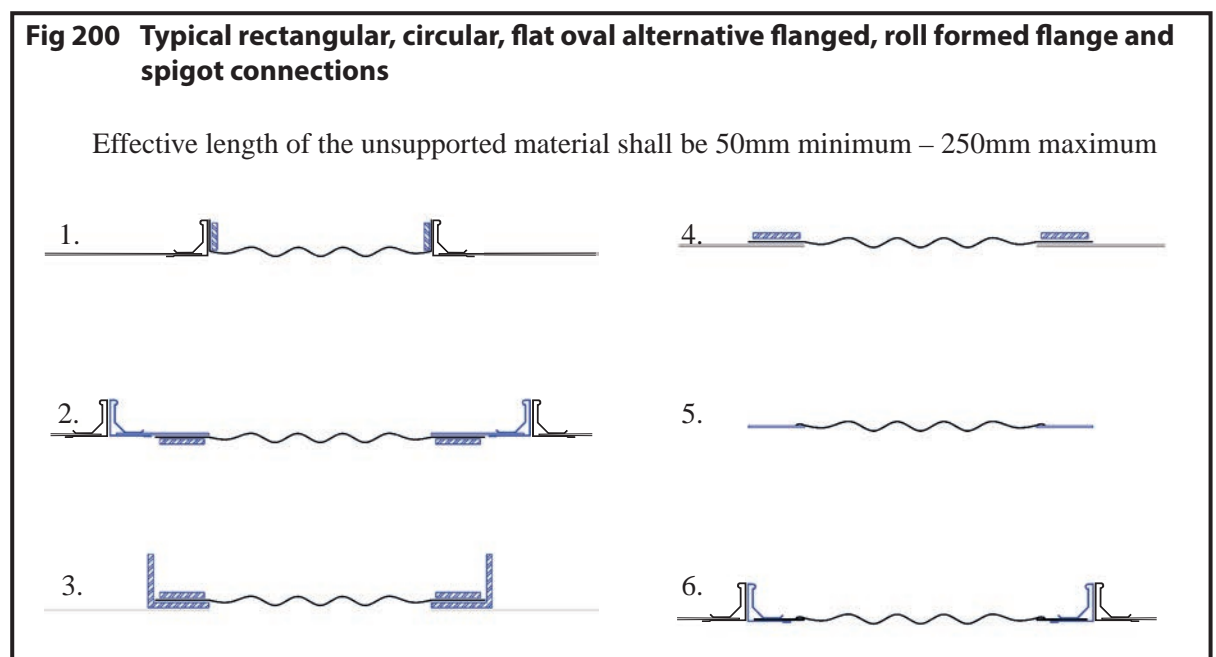 Fig 200 Typical rectangular, circular, flat oval alternative flanged, roll formed flange and
spigot connections
Effective length of the unsupported material shall be 50mm minimum – 250mm maximum
1.
2.
3.
4.
5.
6.